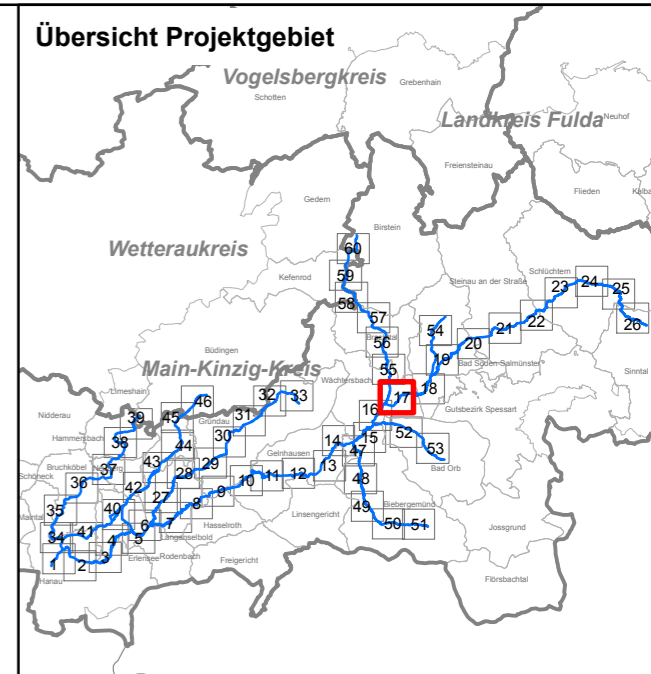 Übersicht Projektgebiet
Vogelsbergkreis
Grebenhain
Schotten
Landkreis Fulda
Neuhof
Freiensteinau
Flieden
Gedern
Birstein
Wetteraukreis
60
Schlüchtern
Kefenrod
59
Steinau an der Straße
23
24
25
58
57
22
26
54
21
56
20
Sinntal
Büdingen
19
Bad Soden-Salmünster
Main-Kinzig-Kreis
55
Wächtersbach
18
Limeshain
32
33
17
Gutsbezirk Spessart
Nidderau
39
45
46
31
16
Hammersbach
38
Gründau
30
15
52
44
Gelnhausen
14
47
53
Bruchköbel
37
43
29
13
Bad Orb
Schöneck
36
28
12
48
42
11
10
27
9
35
40
8
Linsengericht
49
Biebergemünd
Maintal
41
6
7
Hasselroth
50
51
34
4
5
Langenselbold
Jossgrund
1
2
3
Erlensee
Rodenbach
Freigericht
Hanau
Flörsbachtal